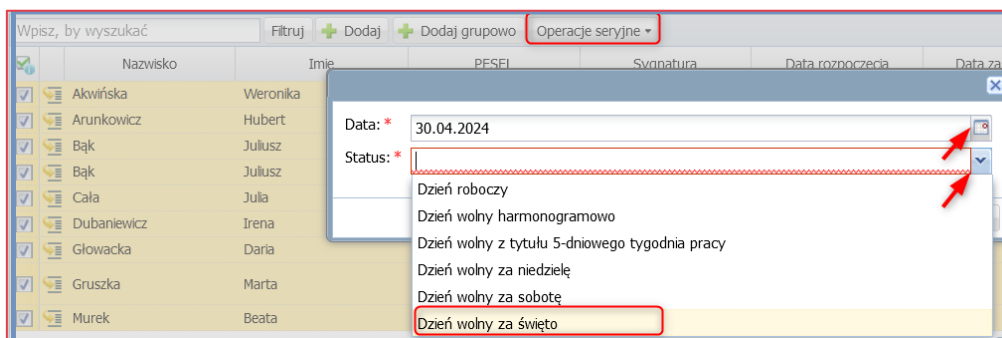 Wpisz, by wyszukać Filtruj Dodaj Dodaj grupowo Operacje seryjne
Nazwisko Imię PESEL Sygnatura Data rozpoczęcia Data za
Akwińska Weronika
Arunkowicz Hubert
Data: * 30.04.2024
Bąk Juliusz
Status: *
Bąk Juliusz
Dzień roboczy
Cała Julia
Dzień wolny harmonogramowo
Dubaniewicz Irena
Dzień wolny z tytułu 5-dniowego tygodnia pracy
Głowacka Daria
Dzień wolny za niedzielę
Gruszka Marta
Dzień wolny za sobotę
Murek Beata
Dzień wolny za święto